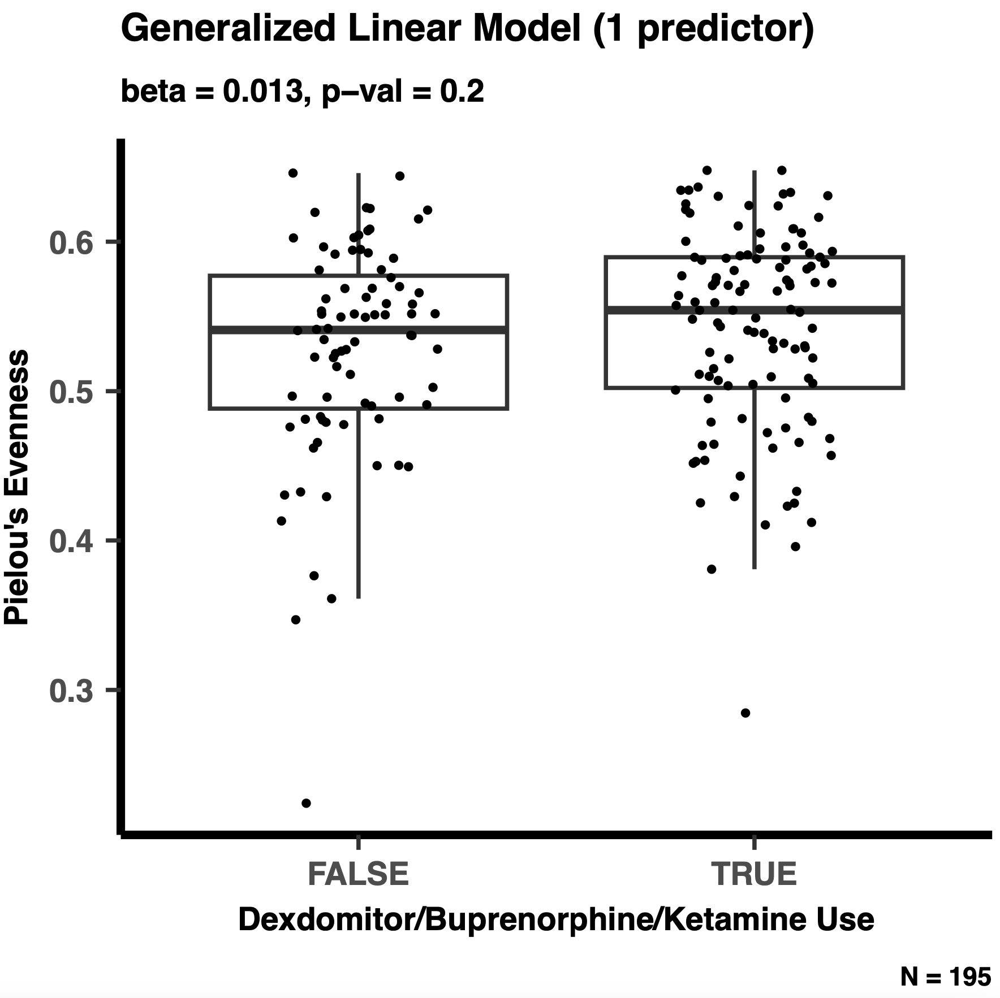 Generalized Linear Model (1 predictor)
beta = 0.013, p−val = 0.2
Pielou's Evenness
0.6
0.5
0.4
0.3
FALSE TRUE
Dexdomitor/Buprenorphine/Ketamine Use
N = 195